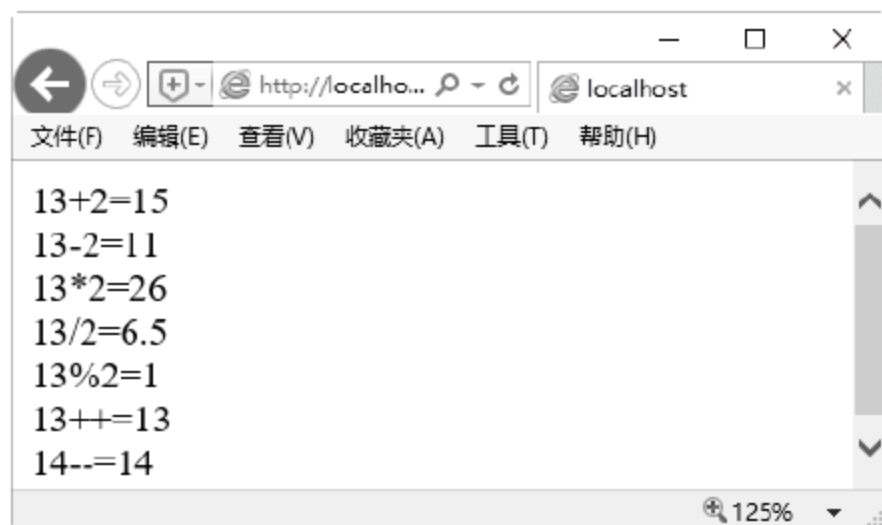 http://localho...
localhost
文件(F) 编辑(E) 查看(V) 收藏夹(A) 工具(T) 帮助(H)
13+2=15
13-2=11
13*2=26
13/2=6.5
13%2=1
13++=13
14--=14
125%